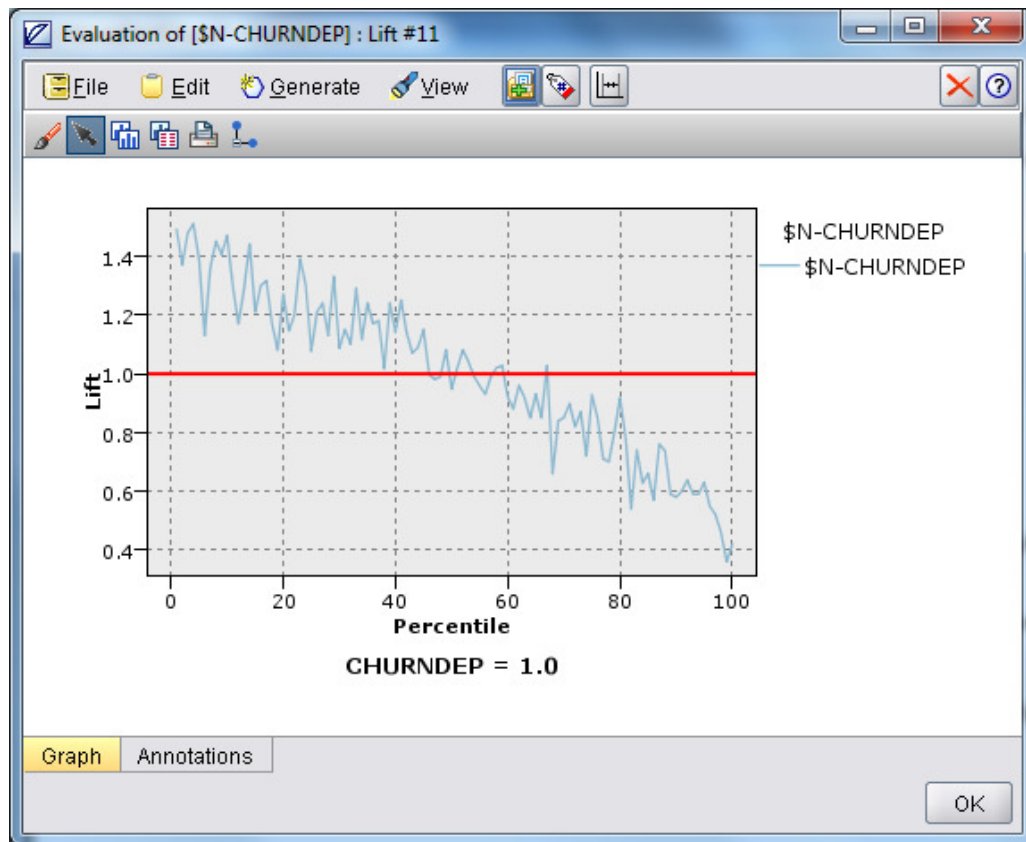 Evaluation of [$N-CHURNDEP] : Lift #11
File Edit Generate View
$N-CHURNDEP
$N-CHURNDEP
1.4
1.2
1.0
0.8
0.6
0.4
Lift
0 20 40 60 80 100
Percentile
CHURNDEP = 1.0
Graph Annotations
OK